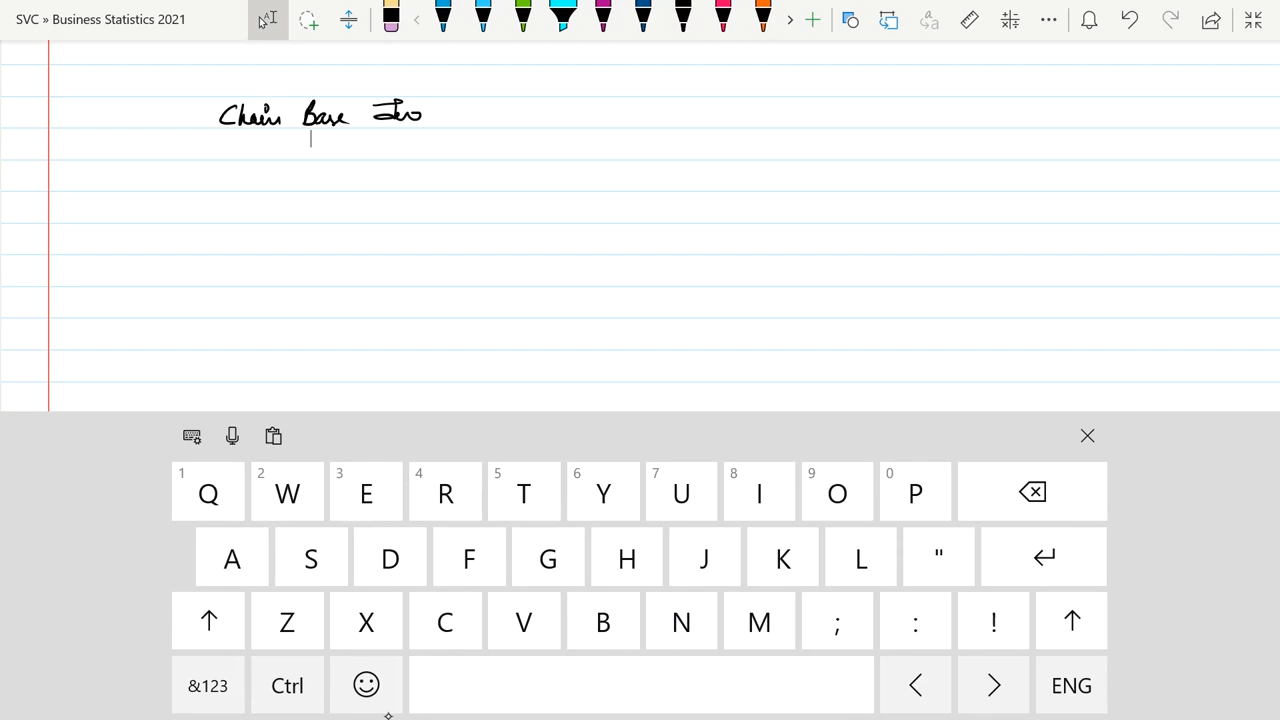 SVC » Business Statistics 2021
Chain Base
1 Q 2 W 3 E 4 R 5 T 6 Y 7 U 8 I 9 O 0 P
A S D F G H J K L "
Z X C V B N M ; : !
&123 Ctrl ENG